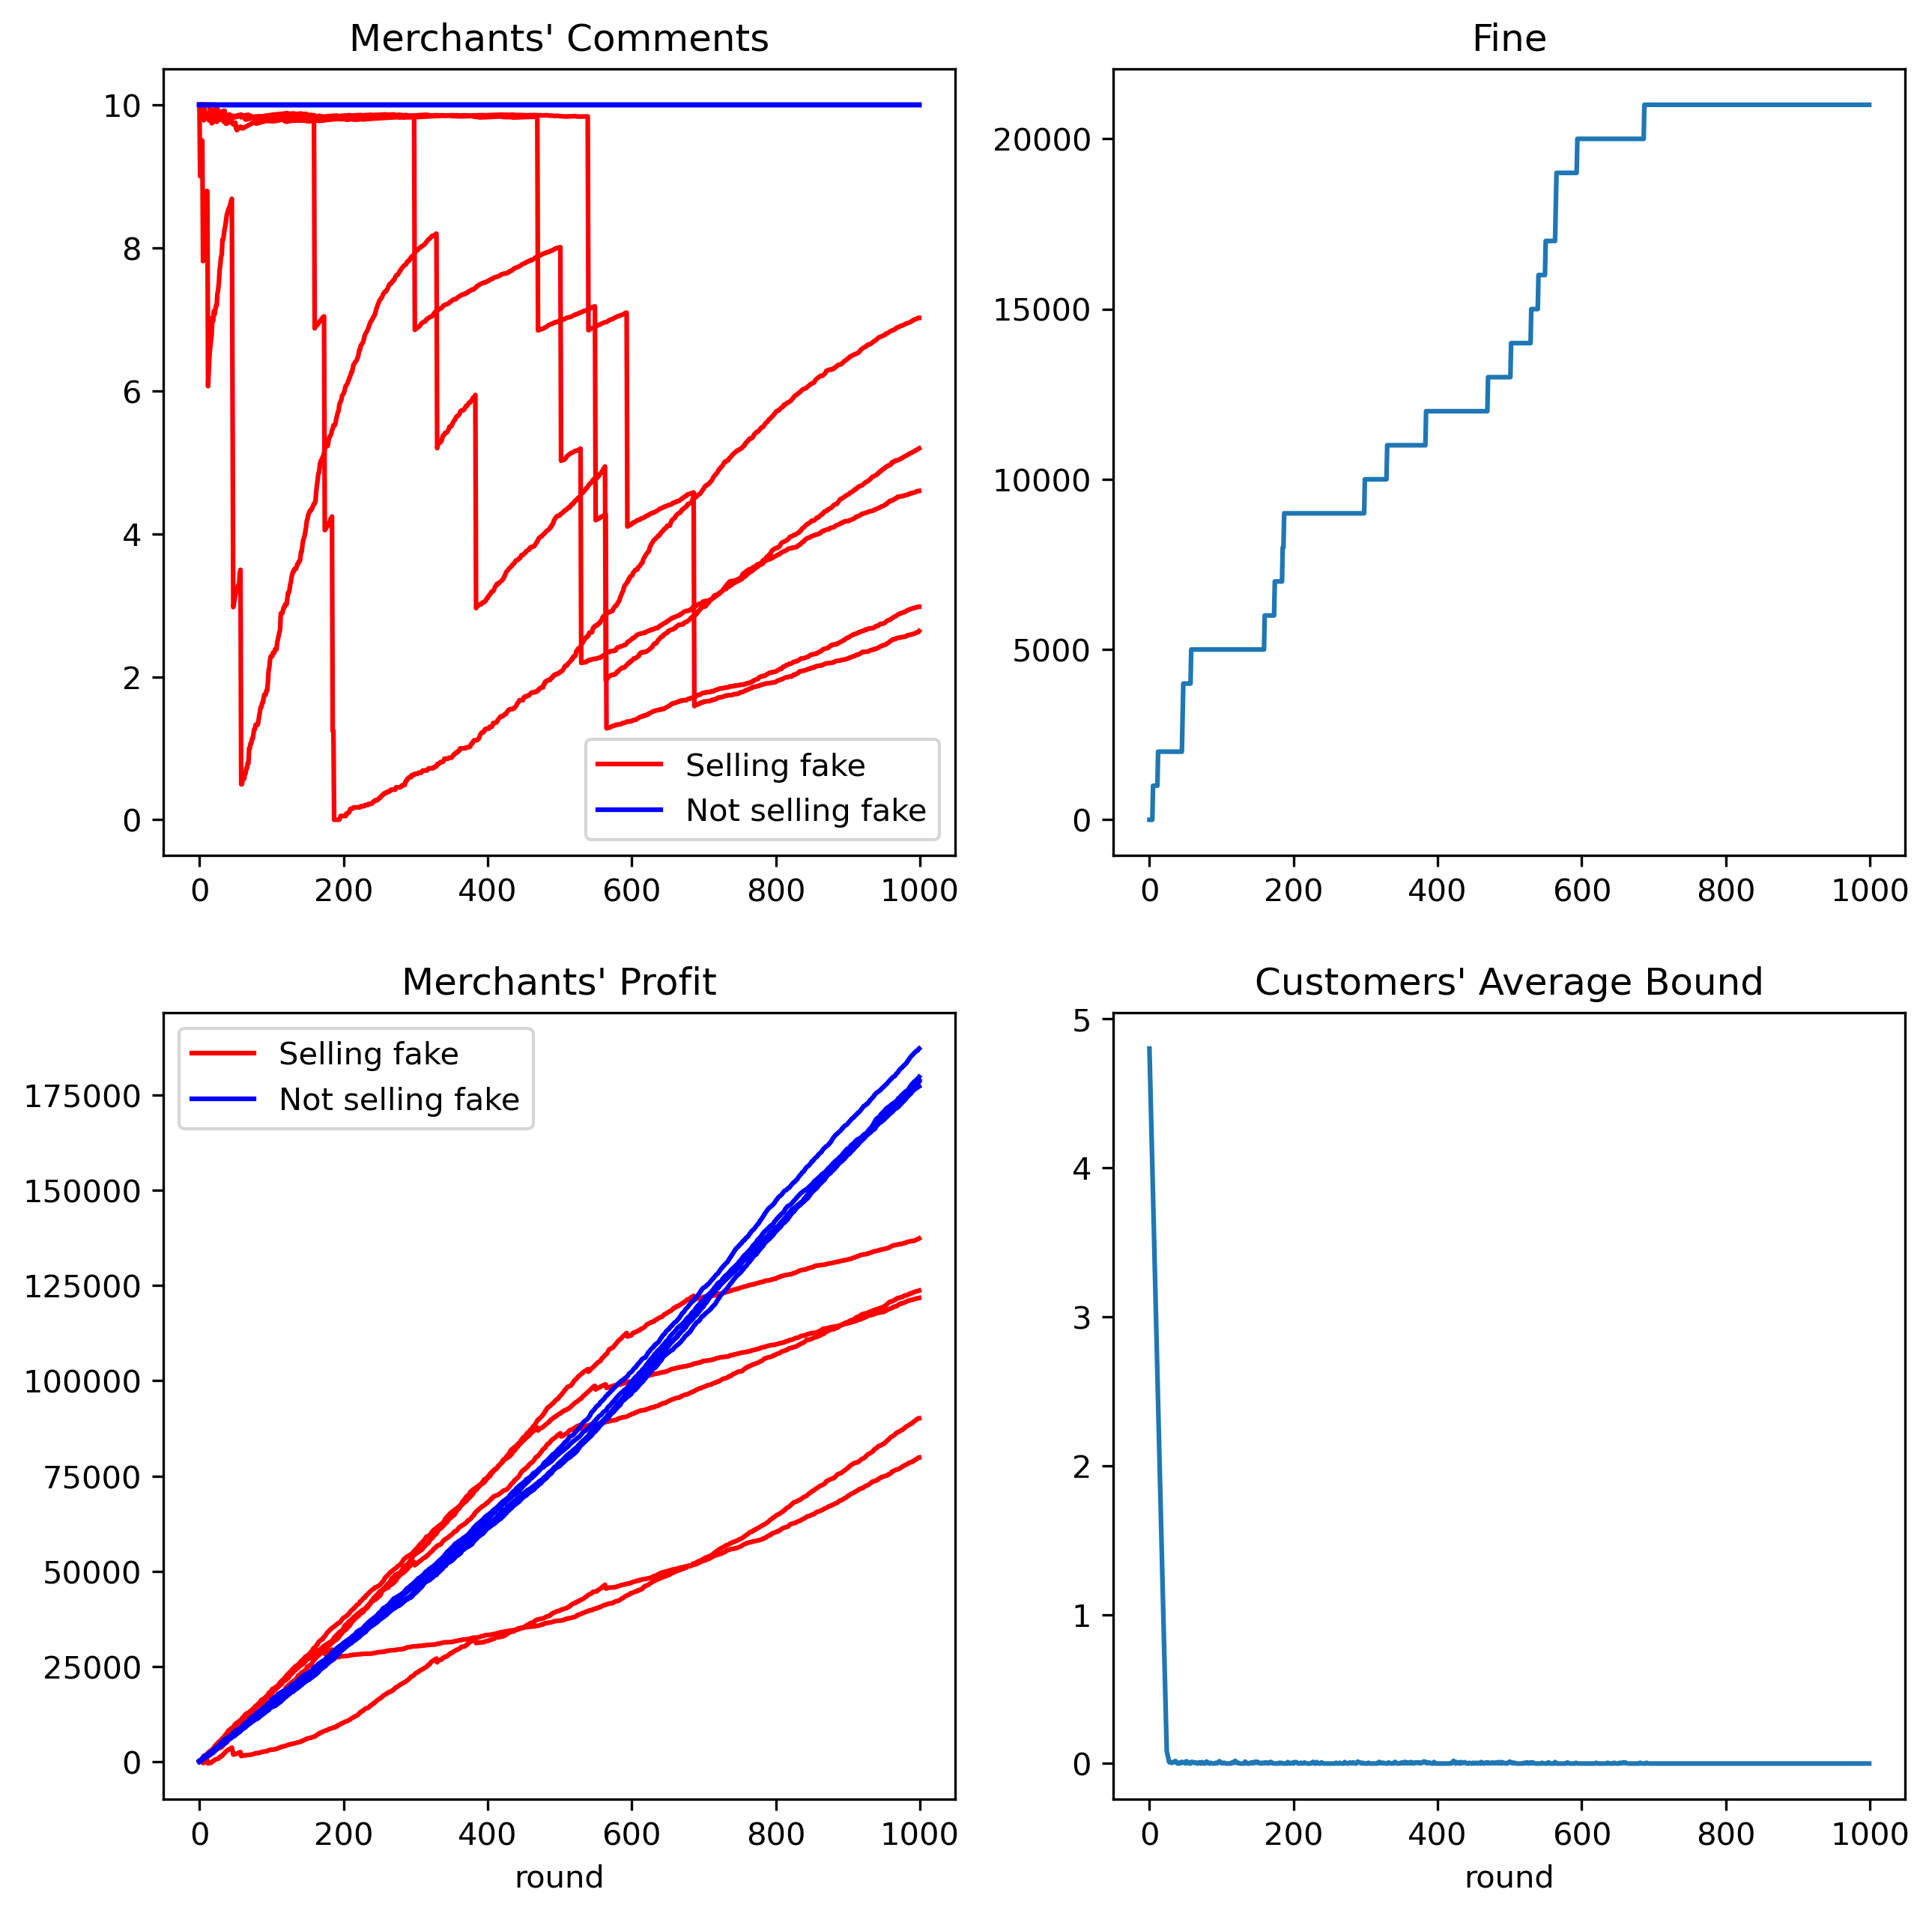 Merchants' Comments
10
8
6
4
2
0
0 200 400 600 800 1000
Selling fake
Not selling fake
Fine
20000
15000
10000
5000
0
0 200 400 600 800 1000
Merchants' Profit
175000
150000
125000
100000
75000
50000
25000
0
0 200 400 600 800 1000
round
Selling fake
Not selling fake
Customers' Average Bound
5
4
3
2
1
0
0 200 400 600 800 1000
round